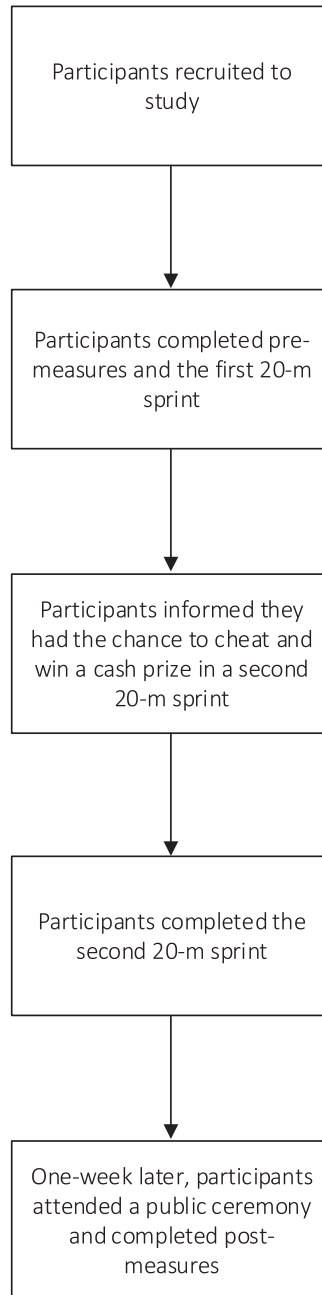 Participants recruited to
study
Participants completed pre-
measures and the first 20-m
sprint
Participants informed they
had the chance to cheat and
win a cash prize in a second
20-m sprint
Participants completed the
second 20-m sprint
One-week later, participants
attended a public ceremony
and completed post-
measures